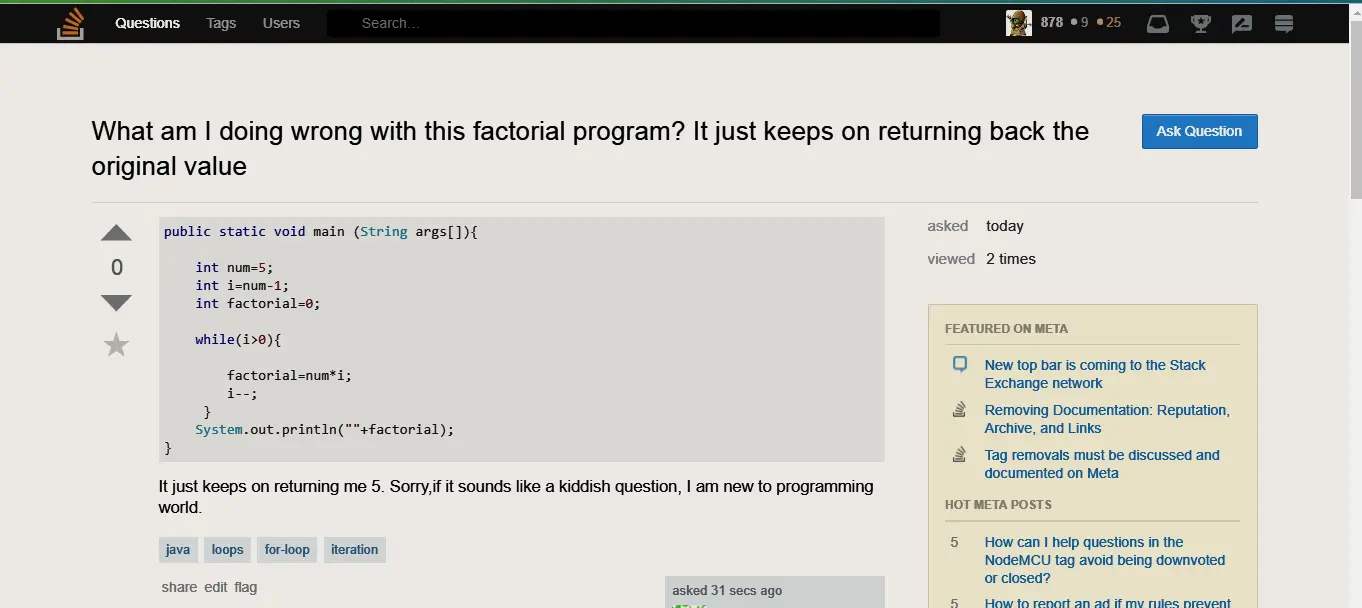 Questions Tags Users Search... 878 9 25
What am I doing wrong with this factorial program? It just keeps on returning back the
original value
Ask Question
0
public static void main (String args[]){
int num=5;
int i=num-1;
int factorial=0;
while(i>0){
factorial=num*i;
i--;
}
System.out.println(""+factorial);
}
It just keeps on returning me 5. Sorry,if it sounds like a kiddish question, I am new to programming
world.
java loops for-loop iteration
share edit flag
asked 31 secs ago
asked today
viewed 2 times
FEATURED ON META
New top bar is coming to the Stack
Exchange network
Removing Documentation: Reputation,
Archive, and Links
Tag removals must be discussed and
documented on Meta
HOT META POSTS
5 How can I help questions in the
NodeMCU tag avoid being downvoted
or closed?
5 How to report an ad if my rules prevent